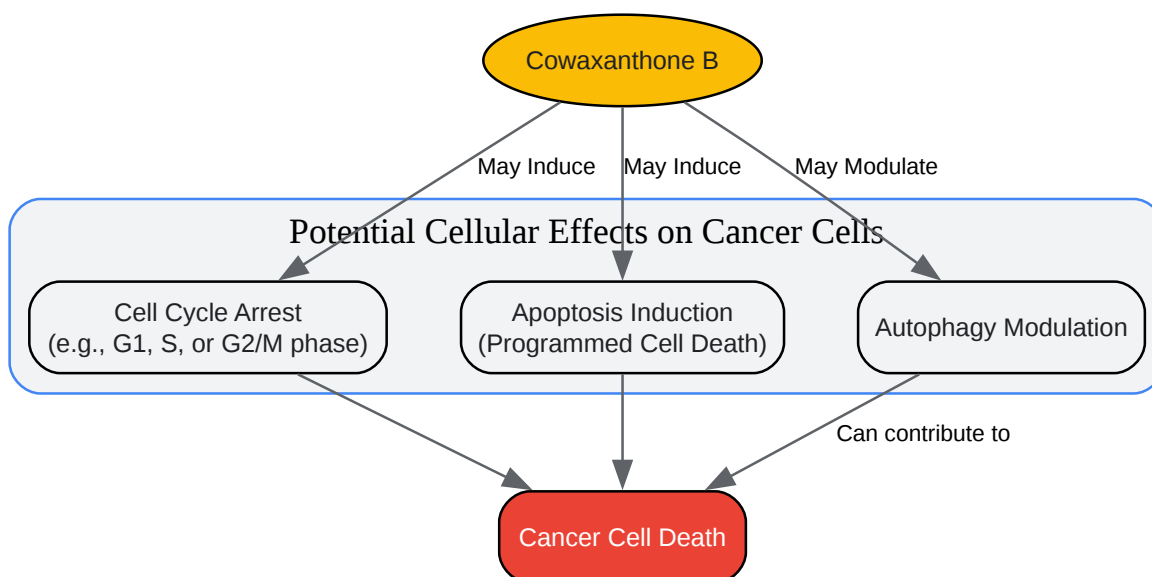 Cowaxanthone B
May Induce
May Induce
May Modulate
Potential Cellular Effects on Cancer Cells
Cell Cycle Arrest
(e.g., G1, S, or G2/M phase)
Apoptosis Induction
(Programmed Cell Death)
Autophagy Modulation
Can contribute to
Cancer Cell Death